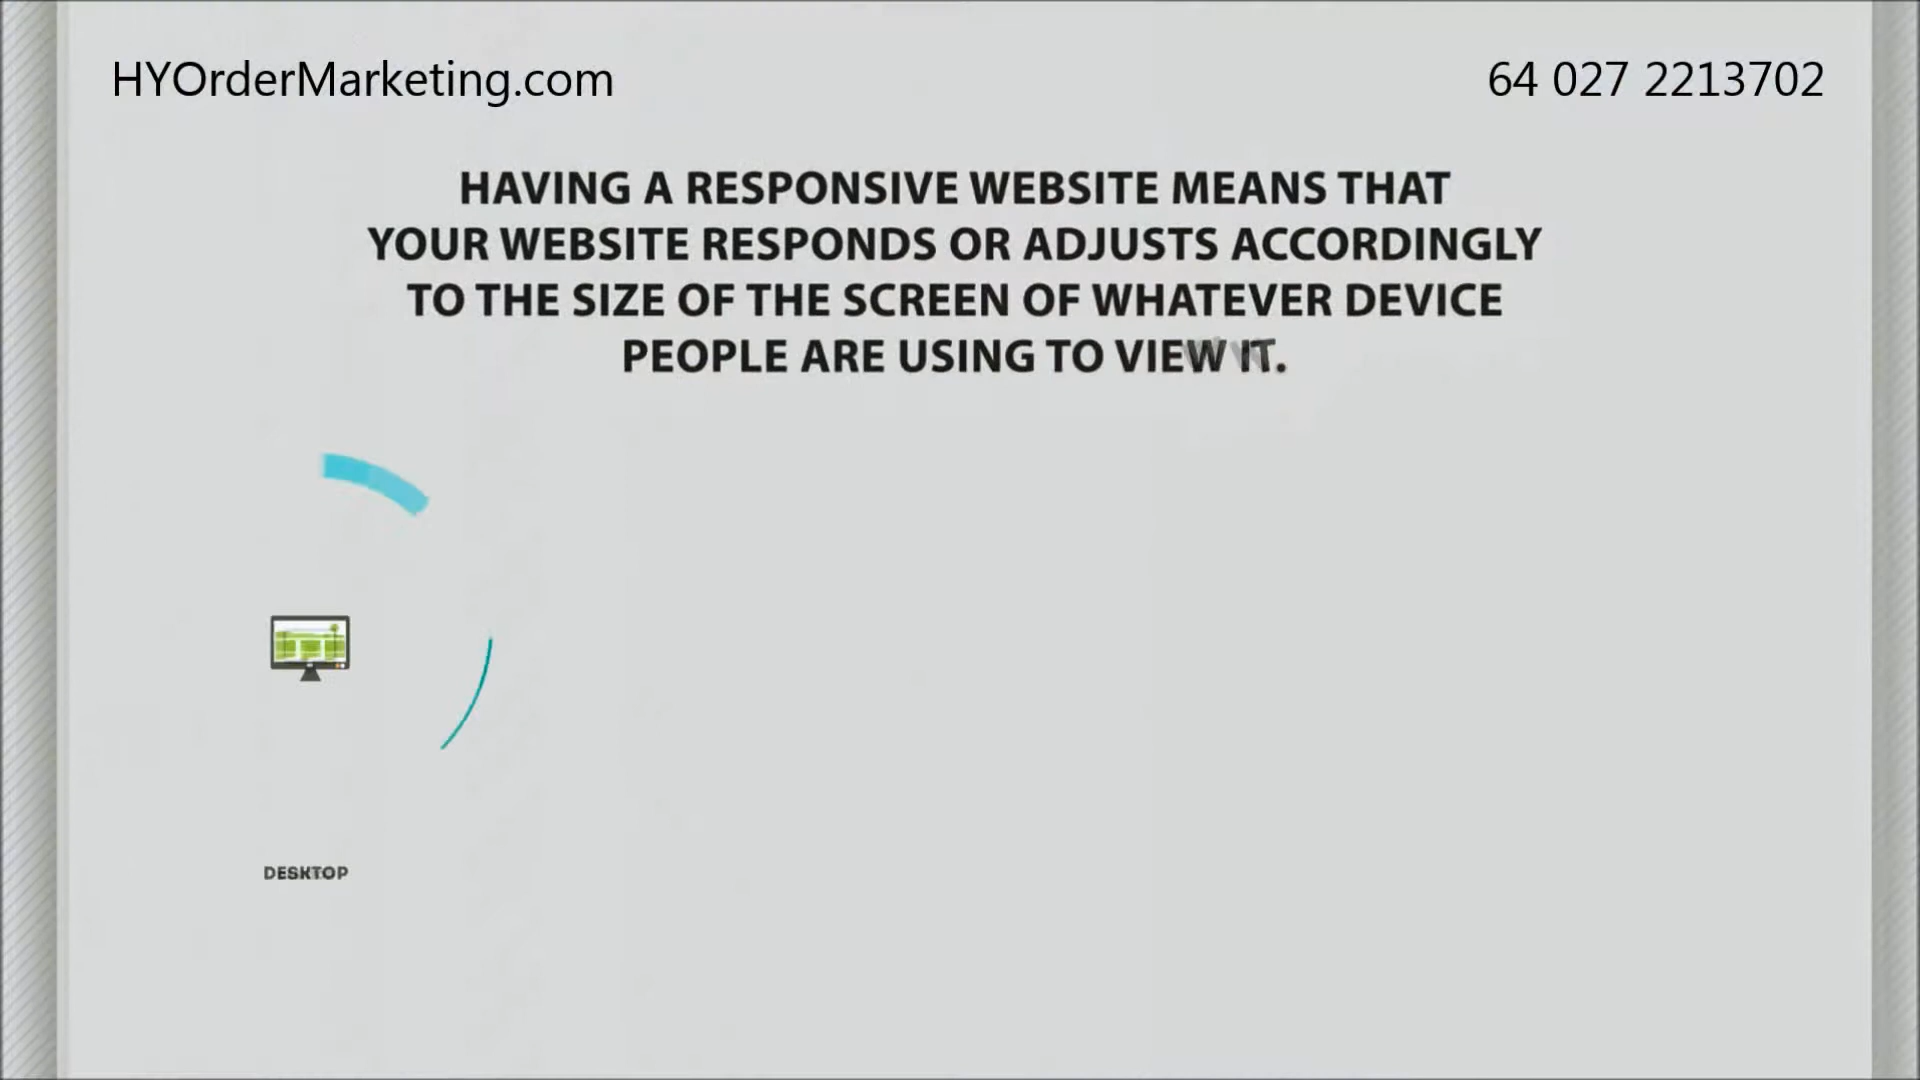 HYOrderMarketing.com
64 027 2213702
HAVING A RESPONSIVE WEBSITE MEANS THAT
YOUR WEBSITE RESPONDS OR ADJUSTS ACCORDINGLY
TO THE SIZE OF THE SCREEN OF WHATEVER DEVICE
PEOPLE ARE USING TO VIEW IT.
DESKTOP